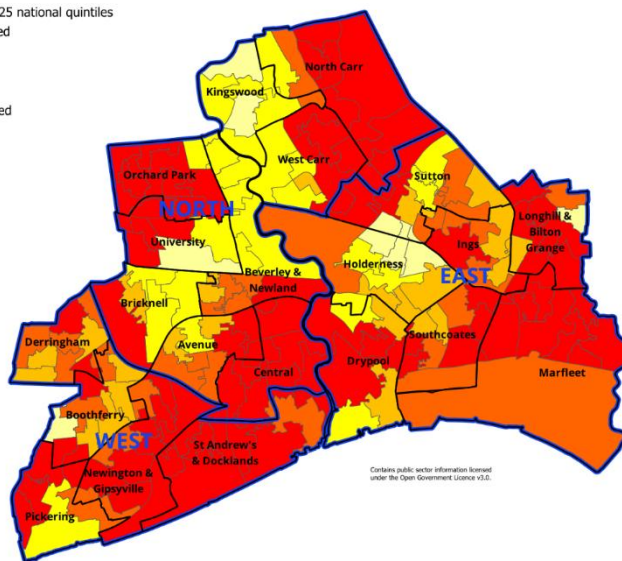 25 national quintiles
ed
ed
North Carr
Kingswood
West Carr
Orchard Park
Sutton
NORTH
Longhill &
Bilton
Grange
University
Ings
Holderness
EAST
Beverley &
Newland
Bricknell
Derringham
Avenue
Southcoates
Drypool
Central
Marfleet
Boothferry
WEST
St Andrew's
& Docklands
Newington &
Gipsyville
Pickering
Contains public sector information licensed
under the Open Government Licence v3.0.